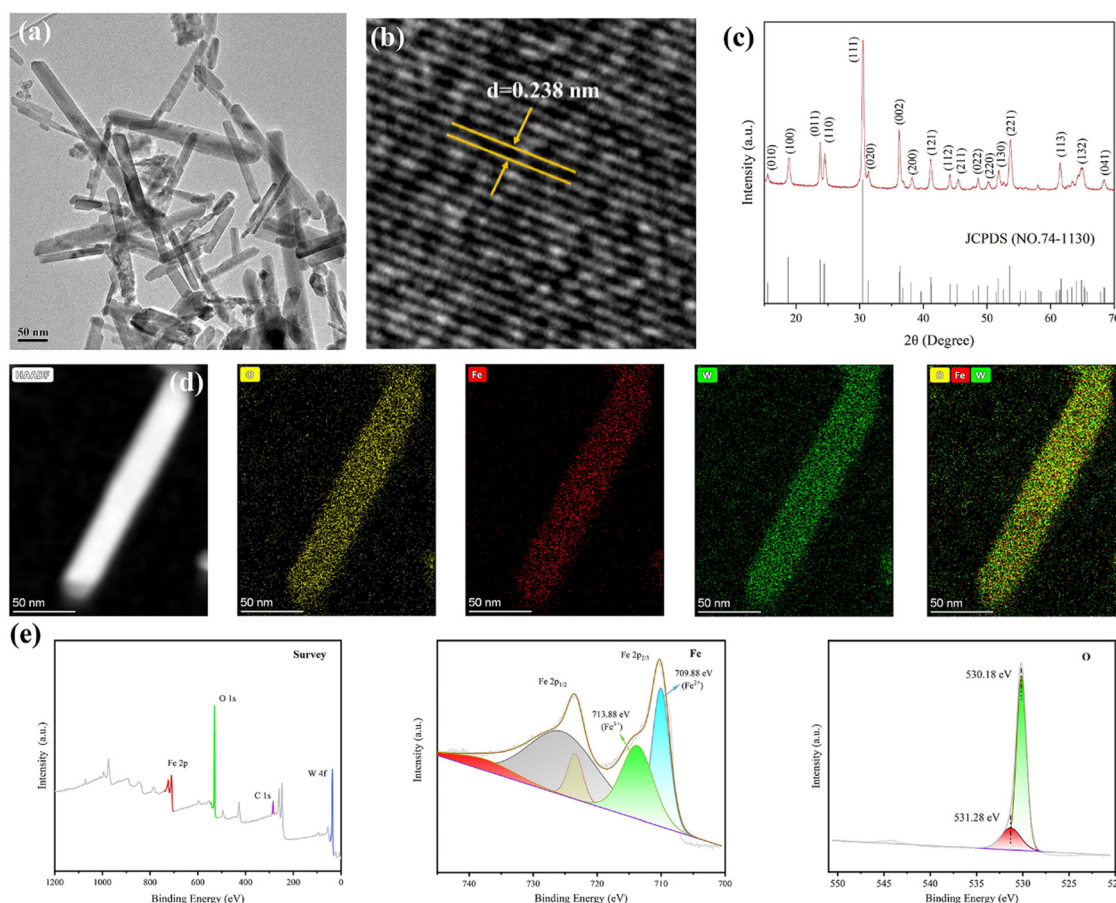 (a)
50 nm
(b)
d=0.238 nm
(c)
Intensity (a.u.)
(010)
(100)
(011)
(110)
(111)
(020)
(002)
(200)
(121)
(112)
(211)
(022)
(220)
(130)
(221)
(113)
(132)
(041)
JCPDS (NO.74-1130)
20 30 40 50 60 70
2θ (Degree)
(d)
HAADF
50 nm
O
50 nm
Fe
50 nm
W
50 nm
O Fe W
50 nm
(e)
Survey
Intensity (a.u.)
Fe 2p
O 1s
C 1s
W 4f
1200 1000 800 600 400 200 0
Binding Energy (eV)
Fe
Intensity (a.u.)
Fe 2p1/2
Fe 2p2/3
713.88 eV
(Fe3+)
709.88 eV
(Fe2+)
740 730 720 710 700
Binding Energy (eV)
O
Intensity (a.u.)
530.18 eV
531.28 eV
550 545 540 535 530 525 520
Binding Energy (eV)